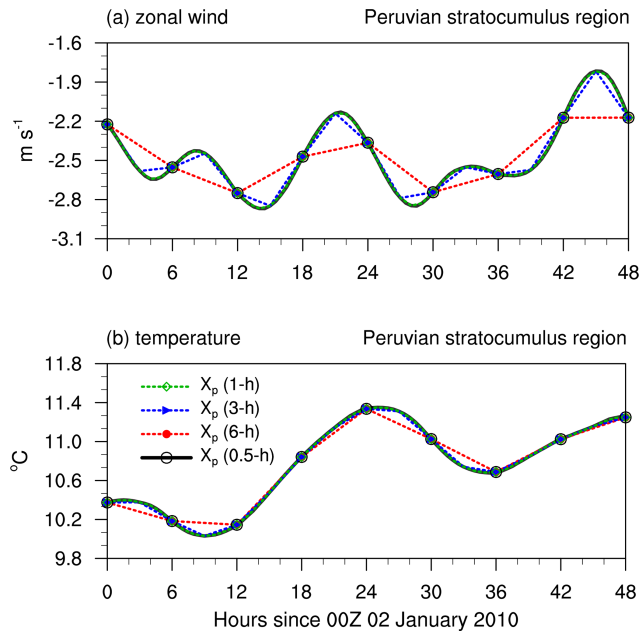 (a) zonal wind Peruvian stratocumulus region
-1.6
-1.9
-2.2
-2.5
-2.8
-3.1
m s⁻¹
0 6 12 18 24 30 36 42 48
(b) temperature Peruvian stratocumulus region
11.8
11.4
11.0
10.6
10.2
9.8
°C
Xₚ (1-h)
Xₚ (3-h)
Xₚ (6-h)
Xₚ (0.5-h)
0 6 12 18 24 30 36 42 48
Hours since 00Z 02 January 2010